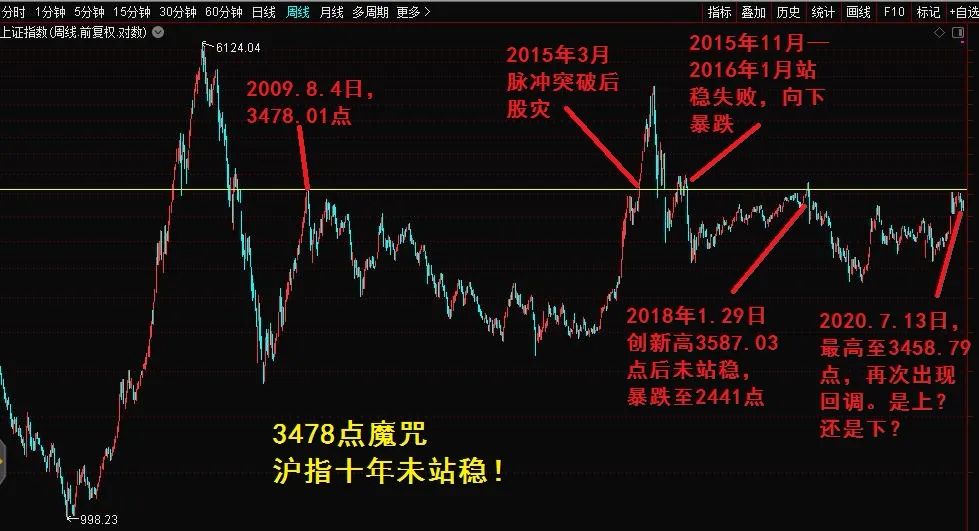 分时 1分钟 5分钟 15分钟 30分钟 60分钟 日线 周线 月线 多周期 更多 指标 叠加 历史 统计 画线 F10 标记 +自选
上证指数(周线.前复权.对数)
6124.04
2009.8.4日，
3478.01点
2015年3月
脉冲突破后
股灾
2015年11月—
2016年1月站
稳失败，向下
暴跌
2018年1.29日
创新高3587.03
点后未站稳，
暴跌至2441点
2020.7.13日，
最高至3458.79
点，再次出现
回调。是上？
还是下？
3478点魔咒
沪指十年未站稳！
998.23